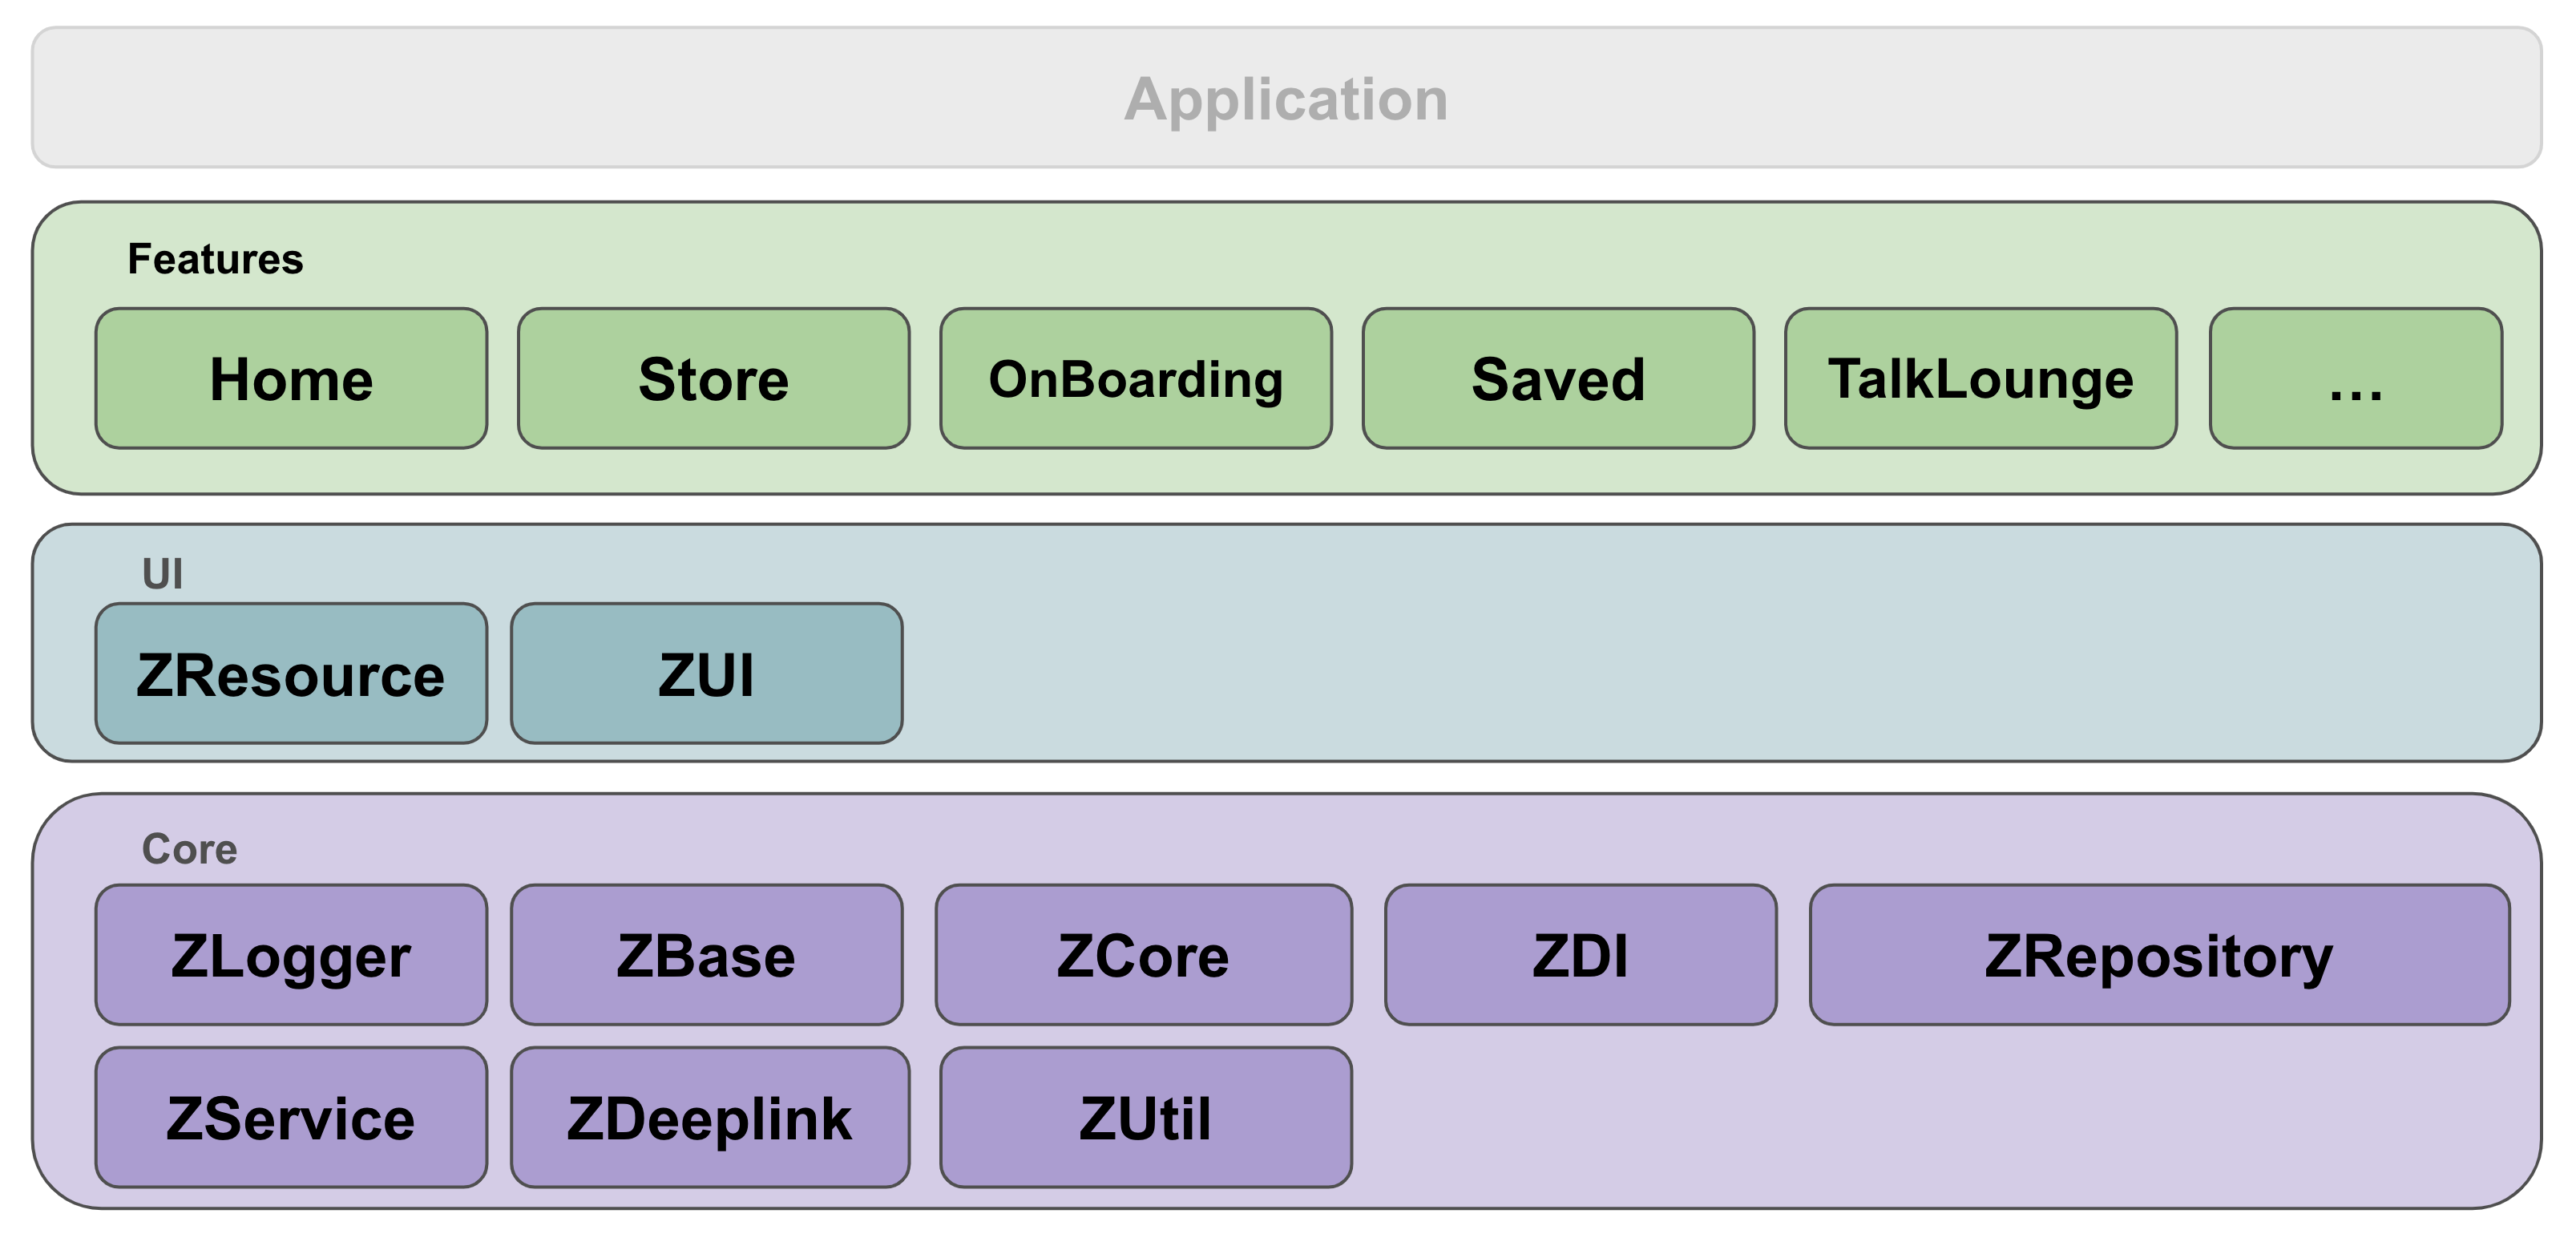 Application
Features
Home
Store
OnBoarding
Saved
TalkLounge
...
UI
ZResource
ZUI
Core
ZLogger
ZBase
ZCore
ZDI
ZRepository
ZService
ZDeeplink
ZUtil